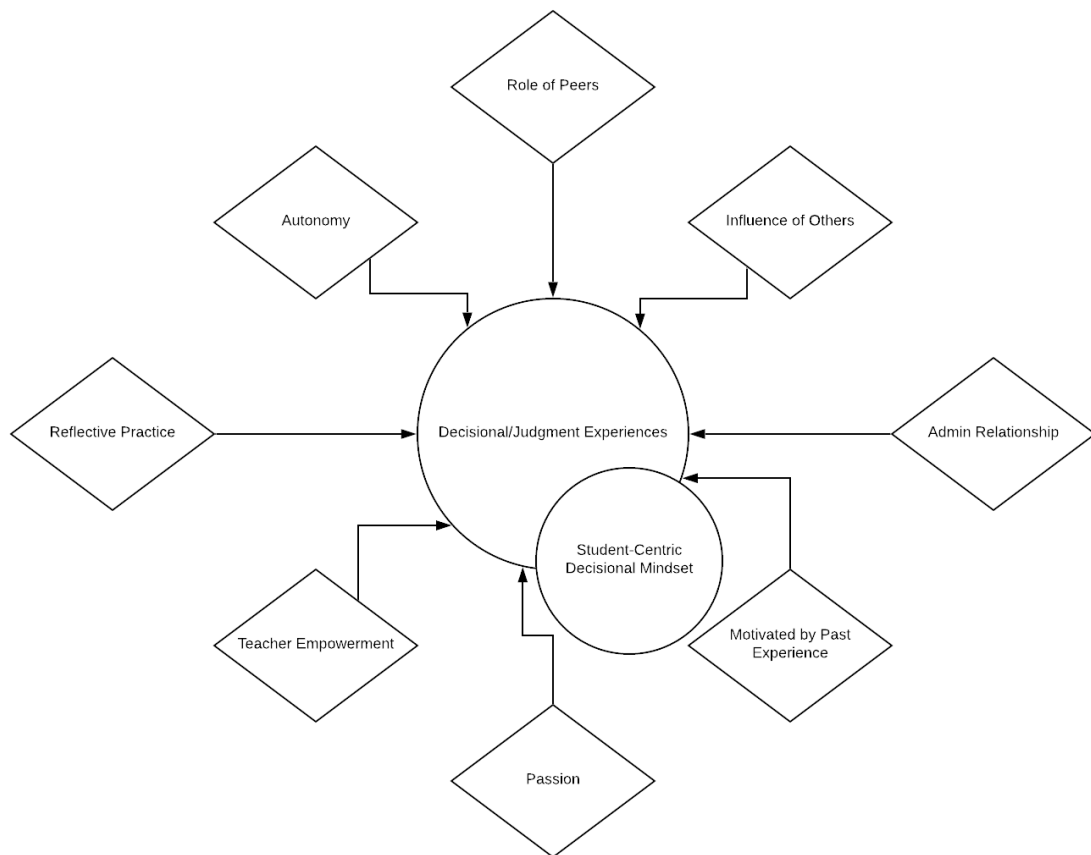 Role of Peers
Autonomy
Influence of Others
Reflective Practice
Decisional/Judgment Experiences
Admin Relationship
Student-Centric
Decisional Mindset
Teacher Empowerment
Motivated by Past
Experience
Passion